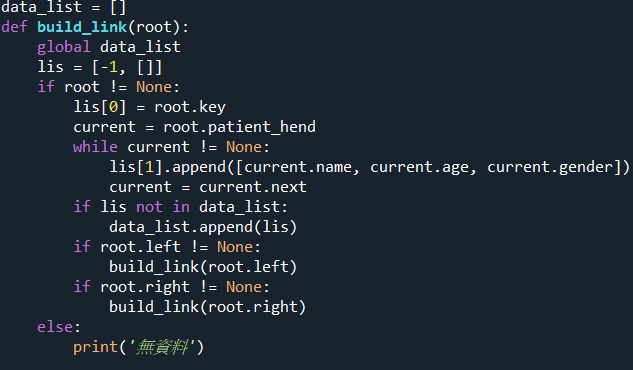 data_list = []
def build_link(root):
    global data_list
    lis = [-1, []]
    if root != None:
        lis[0] = root.key
        current = root.patient_hend
        while current != None:
            lis[1].append([current.name, current.age, current.gender])
            current = current.next
        if lis not in data_list:
            data_list.append(lis)
        if root.left != None:
            build_link(root.left)
        if root.right != None:
            build_link(root.right)
    else:
        print('無資料')